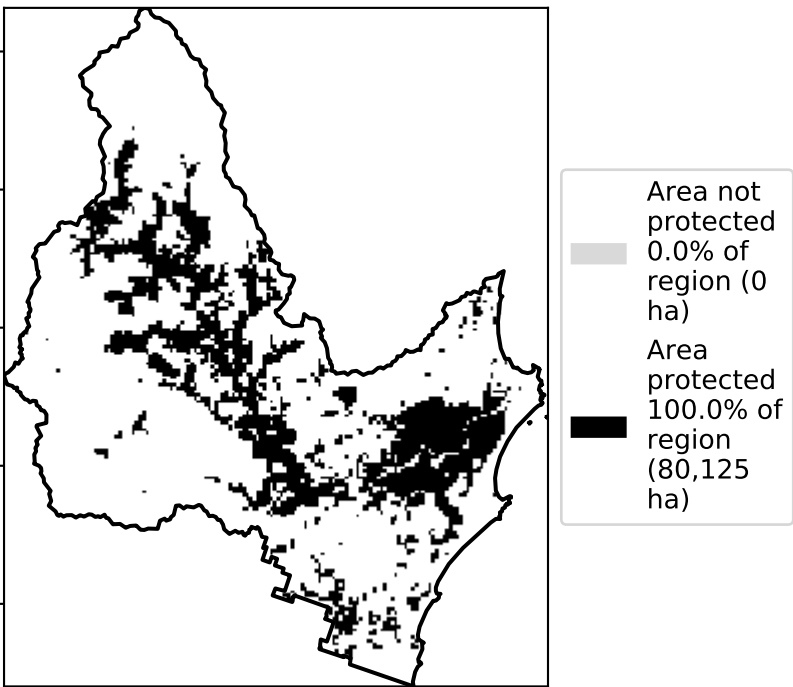 Area not
protected
0.0% of
region (0
ha)
Area
protected
100.0% of
region
(80,125
ha)